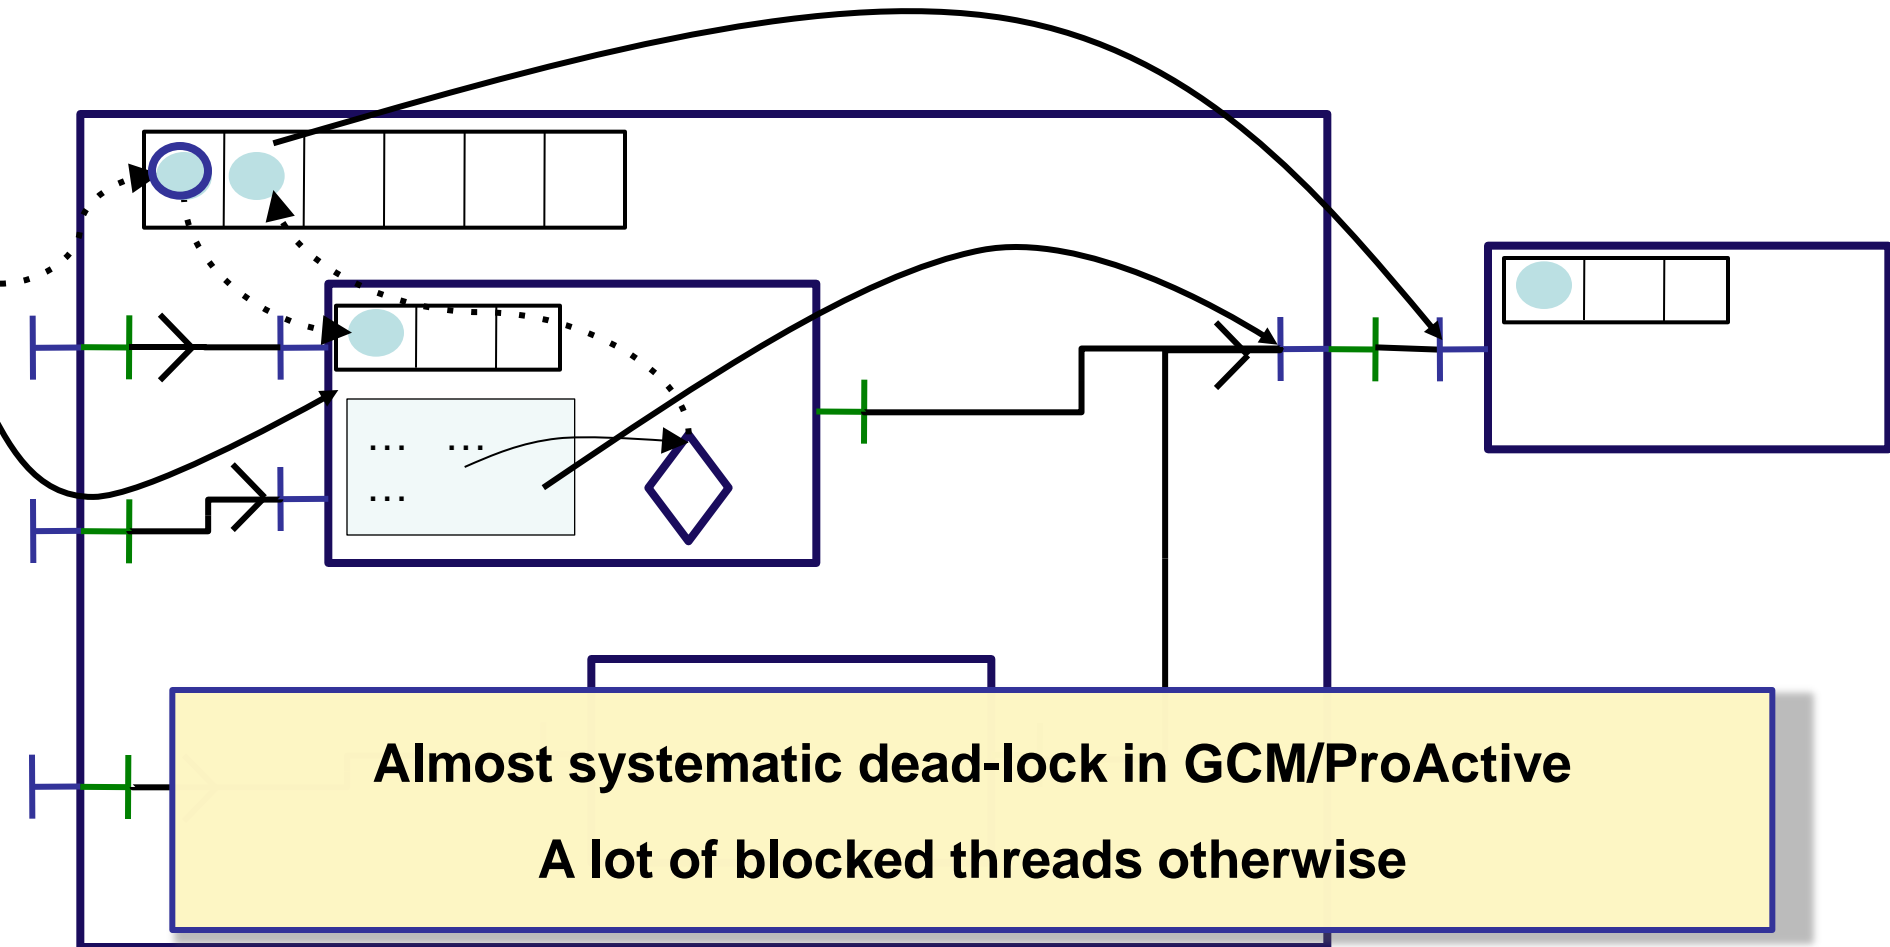 ... ...
...
Almost systematic dead-lock in GCM/ProActive
A lot of blocked threads otherwise